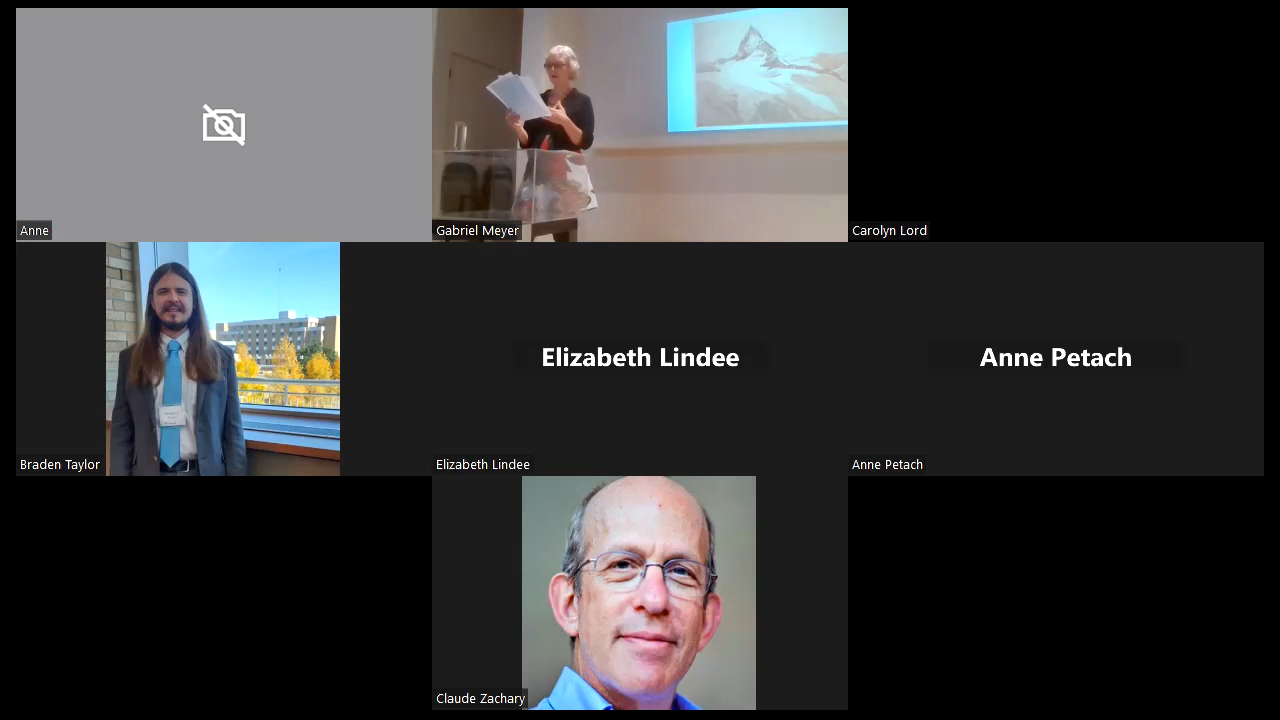 Anne
Gabriel Meyer
Carolyn Lord
Elizabeth Lindee
Anne Petach
Braden Taylor
Elizabeth Lindee
Anne Petach
Claude Zachary